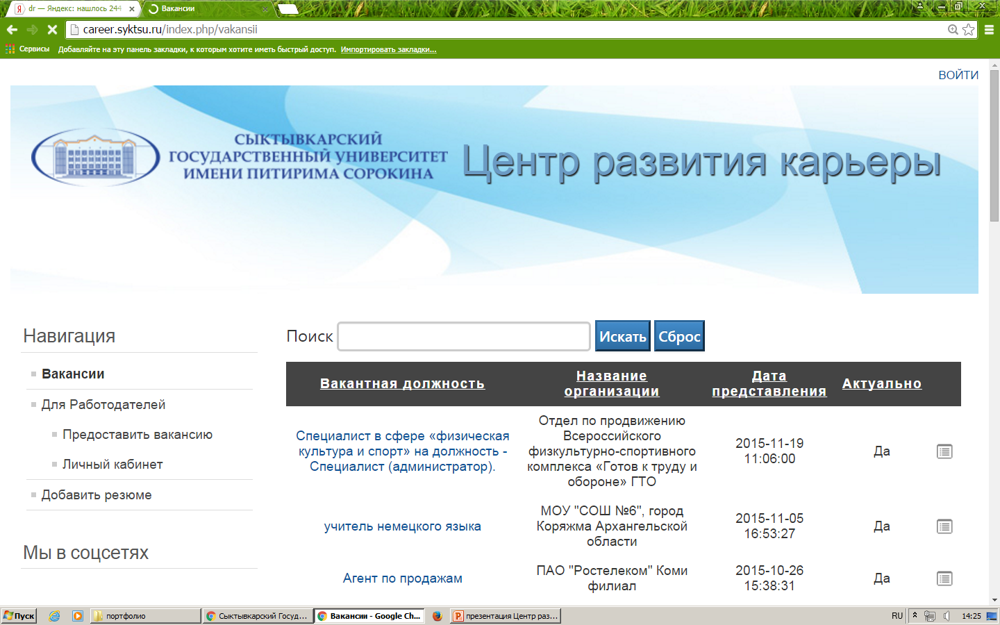 dr — Яндекс: нашлось 244
Вакансии
career.syktsu.ru/index.php/vakansii
Сервисы
Добавляйте на эту панель закладки, к которым хотите иметь быстрый доступ. Импортировать закладки...
ВОЙТИ
СЫКТЫВКАРСКИЙ
ГОСУДАРСТВЕННЫЙ УНИВЕРСИТЕТ
ИМЕНИ ПИТИРИМА СОРОКИНА
Центр развития карьеры
Навигация
Вакансии
Для Работодателей
Предоставить вакансию
Личный кабинет
Добавить резюме
Мы в соцсетях
Поиск
Искать
Сброс
Вакантная должность
Название
организации
Дата
представления
Актуально
Специалист в сфере «физическая
культура и спорт» на должность -
Специалист (администратор).
Отдел по продвижению
Всероссийского
физкультурно-спортивного
комплекса «Готов к труду и
обороне» ГТО
2015-11-19
11:06:00
Да
учитель немецкого языка
МОУ "СОШ №6", город
Коряжма Архангельской
области
2015-11-05
16:53:27
Да
Агент по продажам
ПАО "Ростелеком" Коми
филиал
2015-10-26
15:38:31
Да
Пуск
портфолио
Сыктывкарский Госуд...
Вакансии - Google Ch...
презентация Центр раз...
RU
14:25